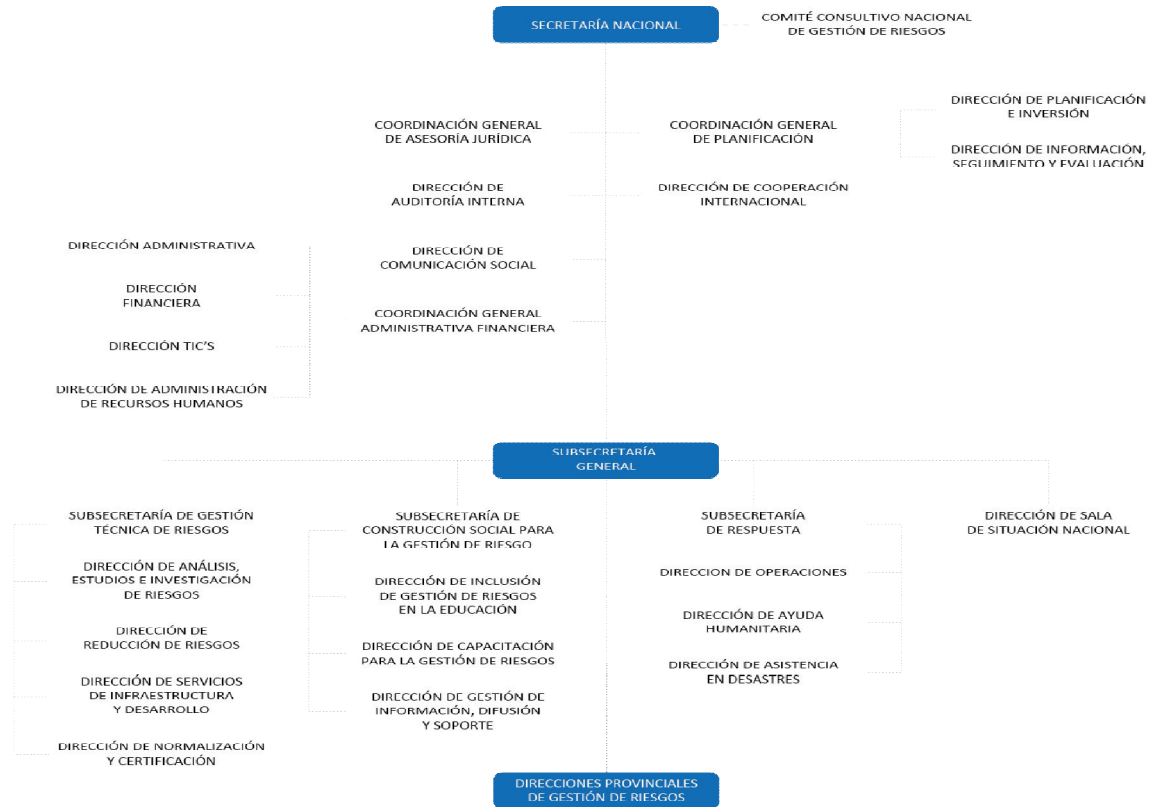 SECRETARÍA NACIONAL
COMITÉ CONSULTIVO NACIONAL
DE GESTIÓN DE RIESGOS
COORDINACIÓN GENERAL
DE ASESORÍA JURÍDICA
COORDINACIÓN GENERAL
DE PLANIFICACIÓN
DIRECCIÓN DE PLANIFICACIÓN
E INVERSIÓN
DIRECCIÓN DE INFORMACIÓN,
SEGUIMIENTO Y EVALUACIÓN
DIRECCIÓN DE
AUDITORÍA INTERNA
DIRECCIÓN DE COOPERACIÓN
INTERNACIONAL
DIRECCIÓN DE
COMUNICACIÓN SOCIAL
COORDINACIÓN GENERAL
ADMINISTRATIVA FINANCIERA
DIRECCIÓN ADMINISTRATIVA
DIRECCIÓN
FINANCIERA
DIRECCIÓN TIC'S
DIRECCIÓN DE ADMINISTRACIÓN
DE RECURSOS HUMANOS
SUBSECRETARÍA
GENERAL
SUBSECRETARÍA DE GESTIÓN
TÉCNICA DE RIESGOS
DIRECCIÓN DE ANÁLISIS,
ESTUDIOS E INVESTIGACIÓN
DE RIESGOS
DIRECCIÓN DE
REDUCCIÓN DE RIESGOS
DIRECCIÓN DE SERVICIOS
DE INFRAESTRUCTURA
Y DESARROLLO
DIRECCIÓN DE NORMALIZACIÓN
Y CERTIFICACIÓN
SUBSECRETARÍA DE
CONSTRUCCIÓN SOCIAL PARA
LA GESTIÓN DE RIESGO
DIRECCIÓN DE INCLUSIÓN
DE GESTIÓN DE RIESGOS
EN LA EDUCACIÓN
DIRECCIÓN DE CAPACITACIÓN
PARA LA GESTIÓN DE RIESGOS
DIRECCIÓN DE GESTIÓN DE
INFORMACIÓN, DIFUSIÓN
Y SOPORTE
SUBSECRETARÍA
DE RESPUESTA
DIRECCION DE OPERACIONES
DIRECCIÓN DE AYUDA
HUMANITARIA
DIRECCIÓN DE ASISTENCIA
EN DESASTRES
DIRECCIÓN DE SALA
DE SITUACIÓN NACIONAL
DIRECCIONES PROVINCIALES
DE GESTIÓN DE RIESGOS